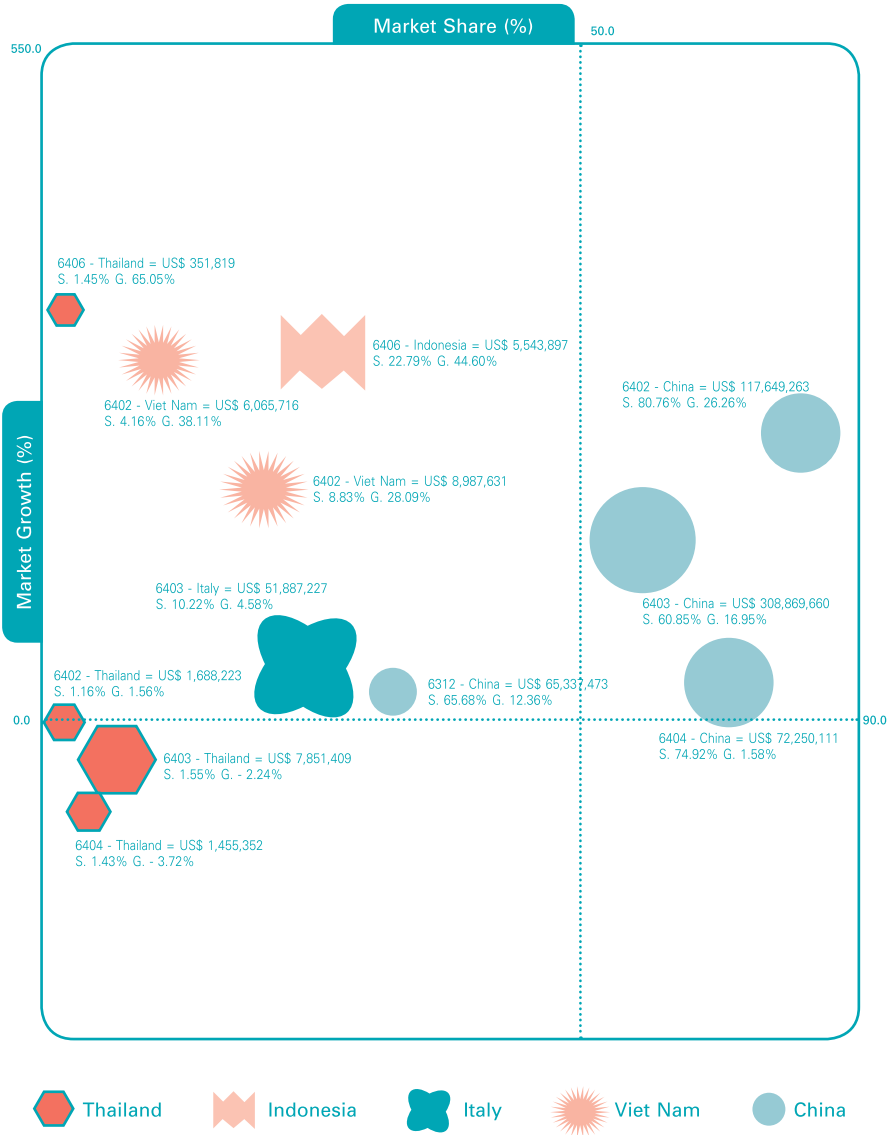 Market Share (%)
50.0
550.0
6406 - Thailand = US$ 351,819
S. 1.45% G. 65.05%
6406 - Indonesia = US$ 5,543,897
S. 22.79% G. 44.60%
6402 - China = US$ 117,649,263
S. 80.76% G. 26.26%
6402 - Viet Nam = US$ 6,065,716
S. 4.16% G. 38.11%
Market Growth (%)
6402 - Viet Nam = US$ 8,987,631
S. 8.83% G. 28.09%
6403 - Italy = US$ 51,887,227
S. 10.22% G. 4.58%
6403 - China = US$ 308,869,660
S. 60.85% G. 16.95%
6402 - Thailand = US$ 1,688,223
S. 1.16% G. 1.56%
6312 - China = US$ 65,337,473
S. 65.68% G. 12.36%
0.0
90.0
6404 - China = US$ 72,250,111
S. 74.92% G. 1.58%
6403 - Thailand = US$ 7,851,409
S. 1.55% G. - 2.24%
6404 - Thailand = US$ 1,455,352
S. 1.43% G. - 3.72%
Thailand
Indonesia
Italy
Viet Nam
China